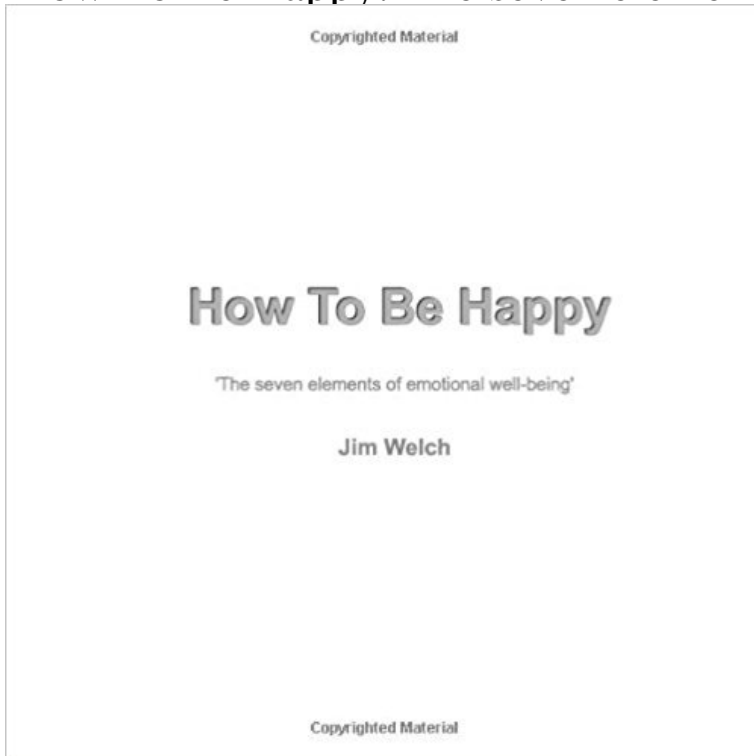 Copyrighted Material
How To Be Happy
'The seven elements of emotional well-being'
Jim Welch
Copyrighted Material